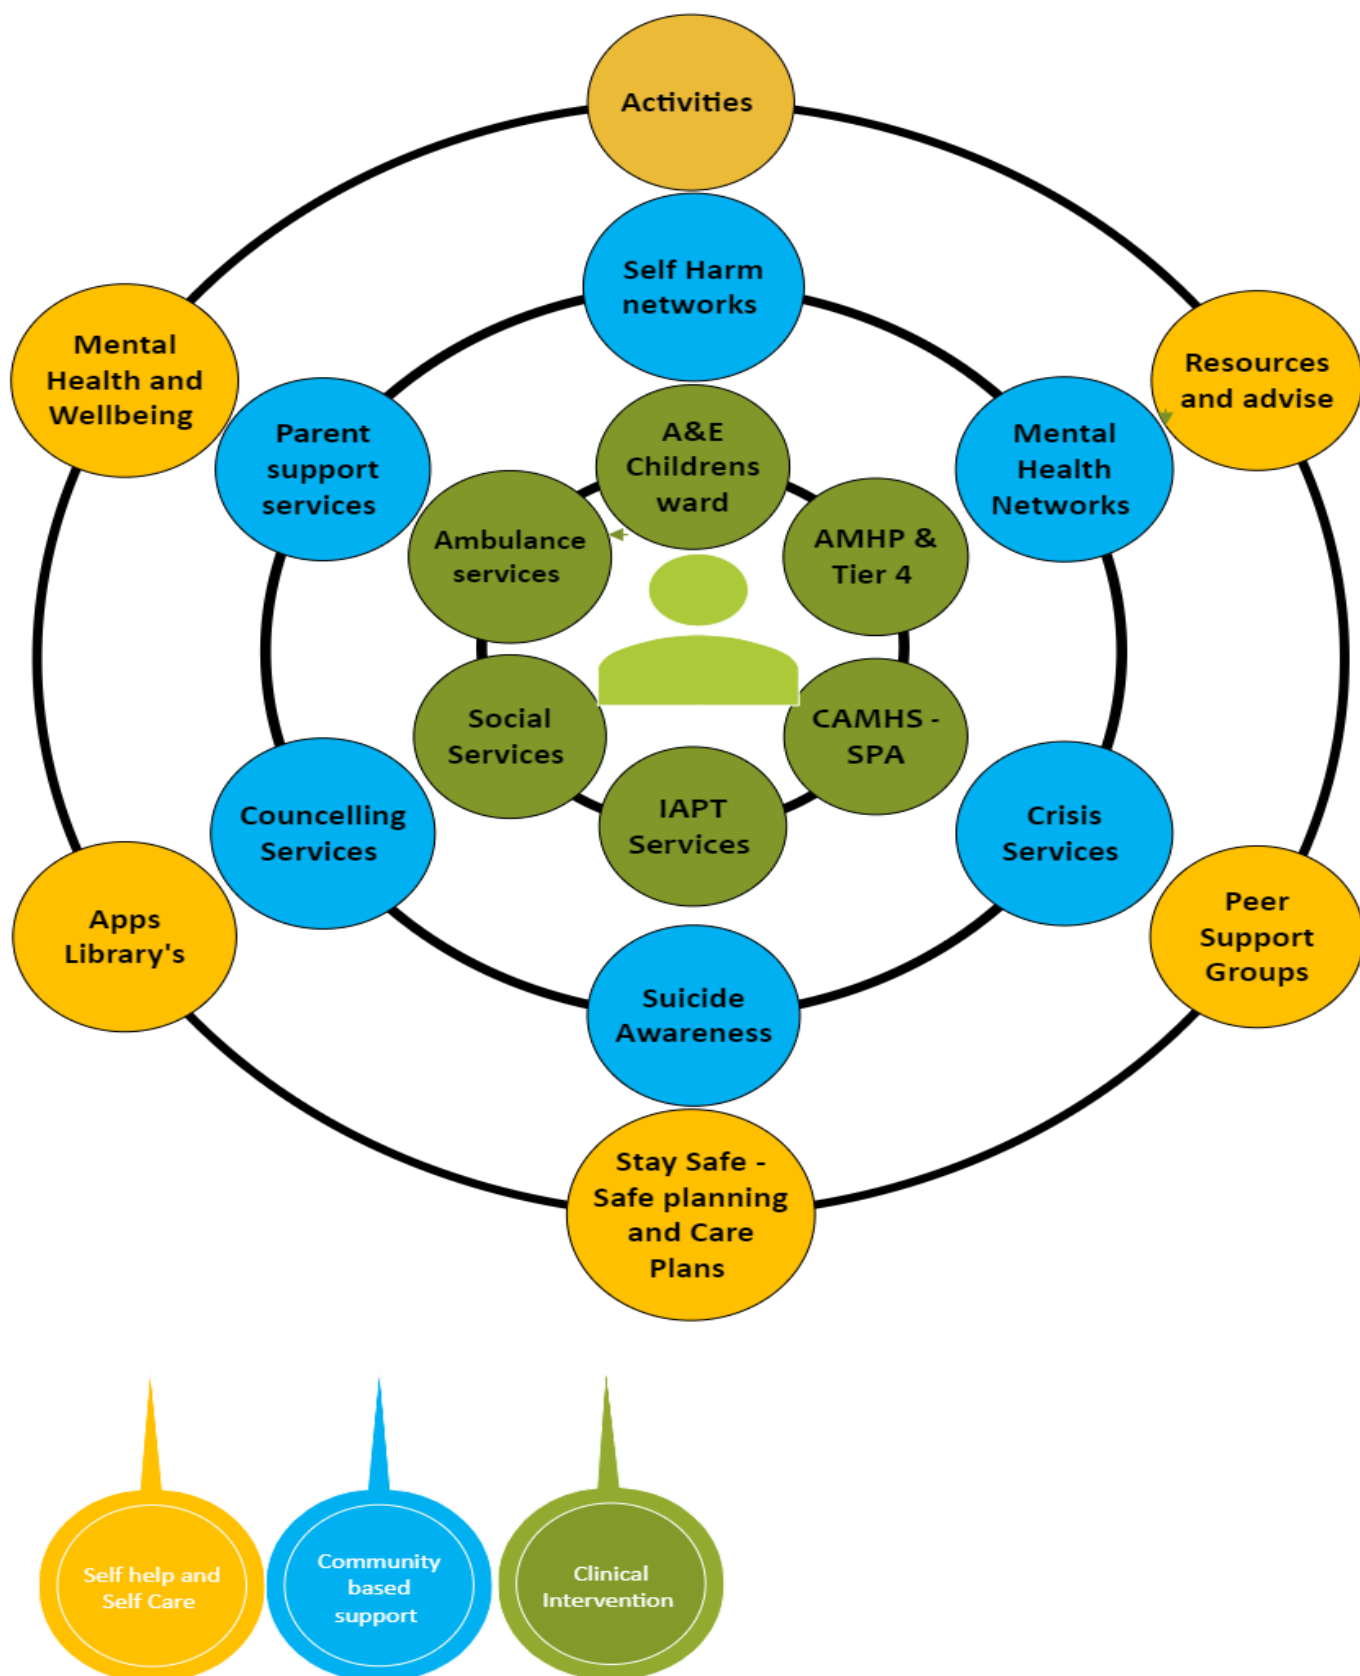 Activities
Self Harm
networks
Mental
Health and
Wellbeing
Resources
and advise
Parent
support
services
A&E
Childrens
ward
Mental
Health
Networks
Ambulance
services
AMHP &
Tier 4
Social
Services
CAMHS -
SPA
Councelling
Services
IAPT
Services
Crisis
Services
Apps
Library's
Peer
Support
Groups
Suicide
Awareness
Stay Safe -
Safe planning
and Care
Plans
Self help and
Self Care
Community
based
support
Clinical
Intervention